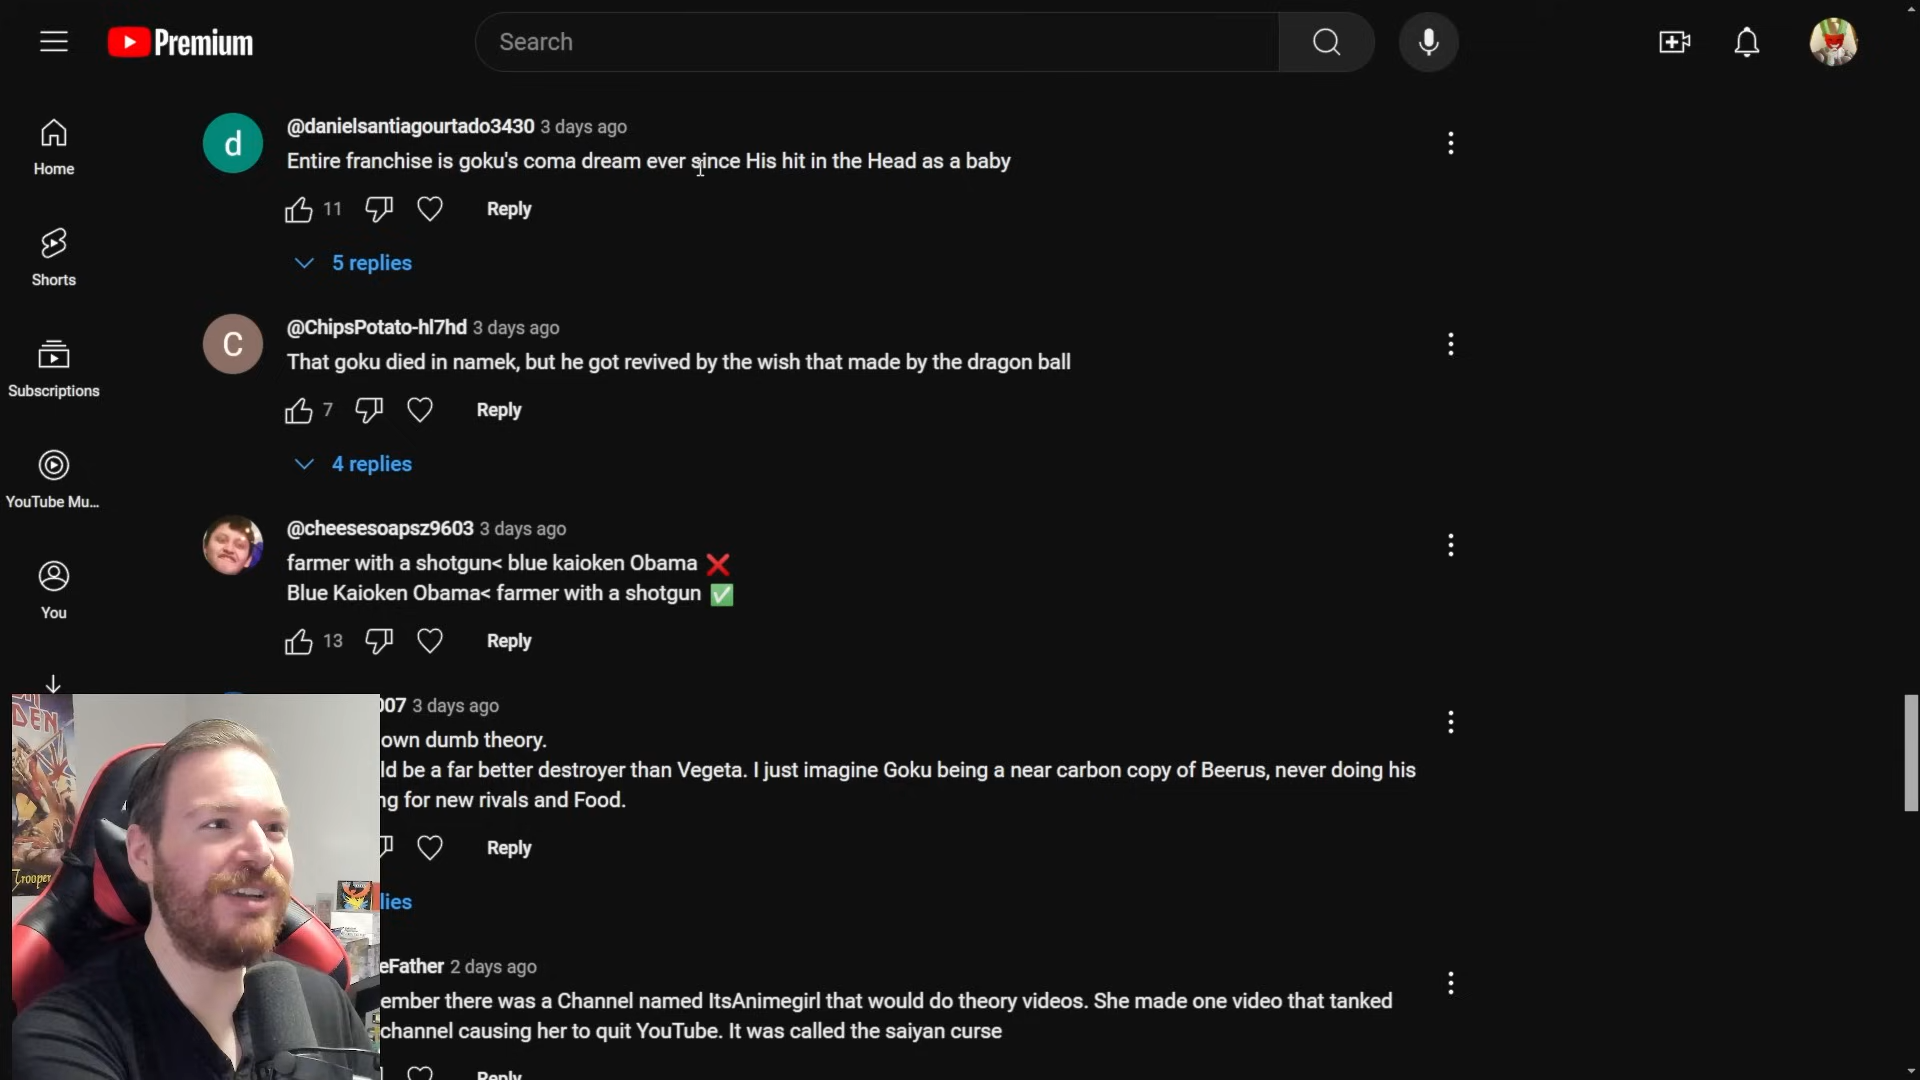 Premium
Search
@danielsantiagourtado3430 3 days ago
Entire franchise is goku's coma dream ever since His hit in the Head as a baby
11
Reply
5 replies
@ChipsPotato-hl7hd 3 days ago
That goku died in namek, but he got revived by the wish that made by the dragon ball
7
Reply
4 replies
@cheesesoapsz9603 3 days ago
farmer with a shotgun< blue kaioken Obama ❌
Blue Kaioken Obama< farmer with a shotgun ✅
13
Reply
007 3 days ago
own dumb theory.
ld be a far better destroyer than Vegeta. I just imagine Goku being a near carbon copy of Beerus, never doing his
ng for new rivals and Food.
Reply
lies
eFather 2 days ago
ember there was a Channel named ItsAnimegirl that would do theory videos. She made one video that tanked
channel causing her to quit YouTube. It was called the saiyan curse
Reply
Home
Shorts
Subscriptions
YouTube Mu...
You
DEN
Trooper
d
C